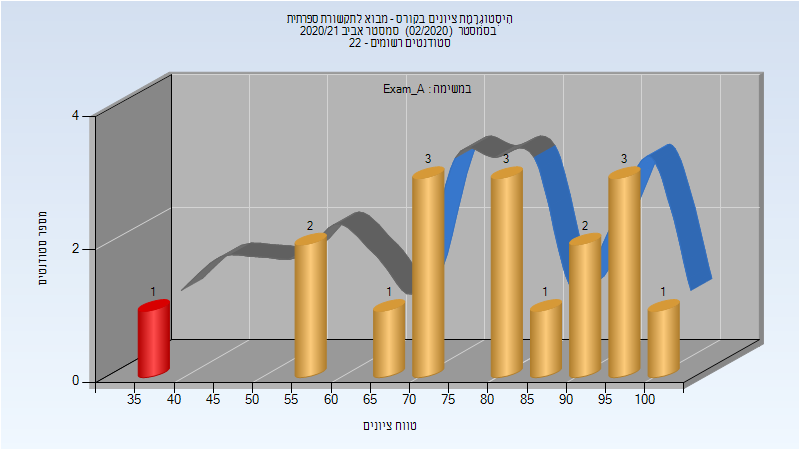 היסטוגרמת ציונים בקורס - מבוא לתקשורת ספרתית
בסמסטר (02/2020) סמסטר אביב 2020/21
סטודנטים רשומים - 22
במשימה : Exam_A
מספר סטודנטים
4
2
0
1
2
1
3
3
1
2
3
1
35 40 45 50 55 60 65 70 75 80 85 90 95 100
טווח ציונים